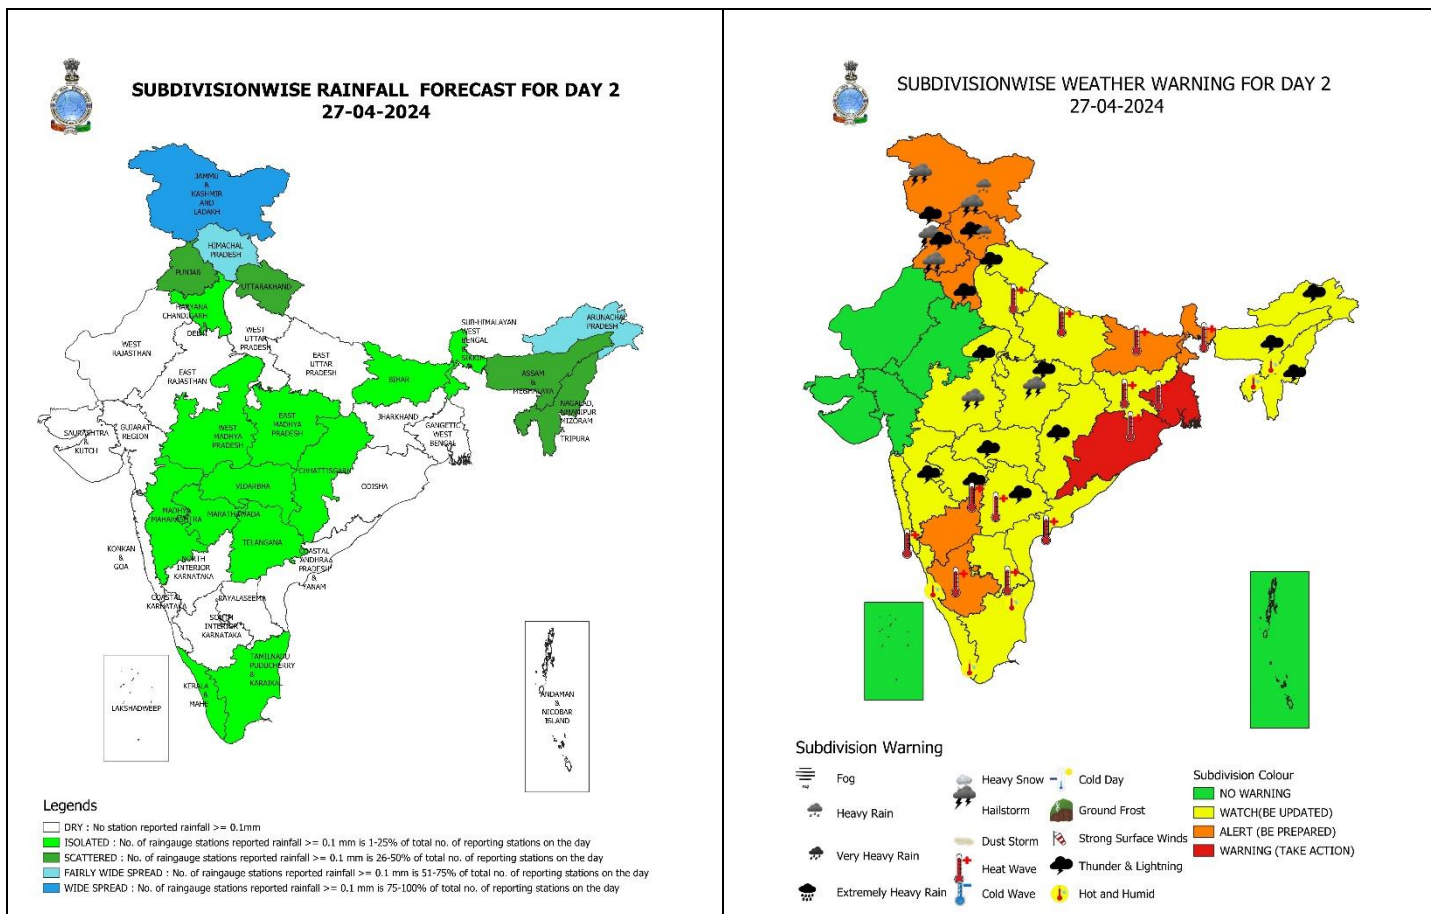 SUBDIVISIONWISE RAINFALL FORECAST FOR DAY 2
27-04-2024
JAMMU
&
KASHMIR
AND
LADAKH
HIMACHAL
PRADESH
PUNJAB
UTTARAKHAND
HARYANA
CHANDIGARH
&
DELHI
WEST
UTTAR
PRADESH
EAST
UTTAR
PRADESH
WEST
RAJASTHAN
EAST
RAJASTHAN
SUB-HIMALAYAN
WEST
BENGAL
&
SIKKIM
ARUNACHAL
PRADESH
ASSAM
&
MEGHALAYA
NAGALAD,
MANIPUR
MIZORAM
&
TRIPURA
BIHAR
JHARKHAND
GANGETIC
WEST
BENGAL
SAURASHTRA
&
KUTCH
GUJARAT
REGION
WEST
MADHYA
PRADESH
EAST
MADHYA
PRADESH
CHHATTISGARH
ODISHA
VIDARBHA
MADHYA
MAHARASHTRA
MARATHAWADA
TELANGANA
KONKAN
&
GOA
NORTH
INTERIOR
KARNATAKA
COASTAL
ANDHRA
PRADESH
&
YANAM
COASTAL
KARNATAKA
RAYALASEEMA
SOUTH
INTERIOR
KARNATAKA
TAMILNADU
PUDUCHERRY
&
KARAIKAL
KERALA
&
MAHE
LAKSHADWEEP
ANDAMAN
&
NICOBAR
ISLAND
Legends
DRY : No station reported rainfall >= 0.1mm
ISOLATED : No. of raingauge stations reported rainfall >= 0.1 mm is 1-25% of total no. of reporting stations on the day
SCATTERED : No. of raingauge stations reported rainfall >= 0.1 mm is 26-50% of total no. of reporting stations on the day
FAIRLY WIDE SPREAD : No. of raingauge stations reported rainfall >= 0.1 mm is 51-75% of total no. of reporting stations on the day
WIDE SPREAD : No. of raingauge stations reported rainfall >= 0.1 mm is 75-100% of total no. of reporting stations on the day
SUBDIVISIONWISE WEATHER WARNING FOR DAY 2
27-04-2024
Subdivision Warning
Fog
Heavy Rain
Very Heavy Rain
Extremely Heavy Rain
Heavy Snow
Hailstorm
Dust Storm
Heat Wave
Cold Wave
Cold Day
Ground Frost
Strong Surface Winds
Thunder & Lightning
Hot and Humid
Subdivision Colour
NO WARNING
WATCH(BE UPDATED)
ALERT (BE PREPARED)
WARNING (TAKE ACTION)